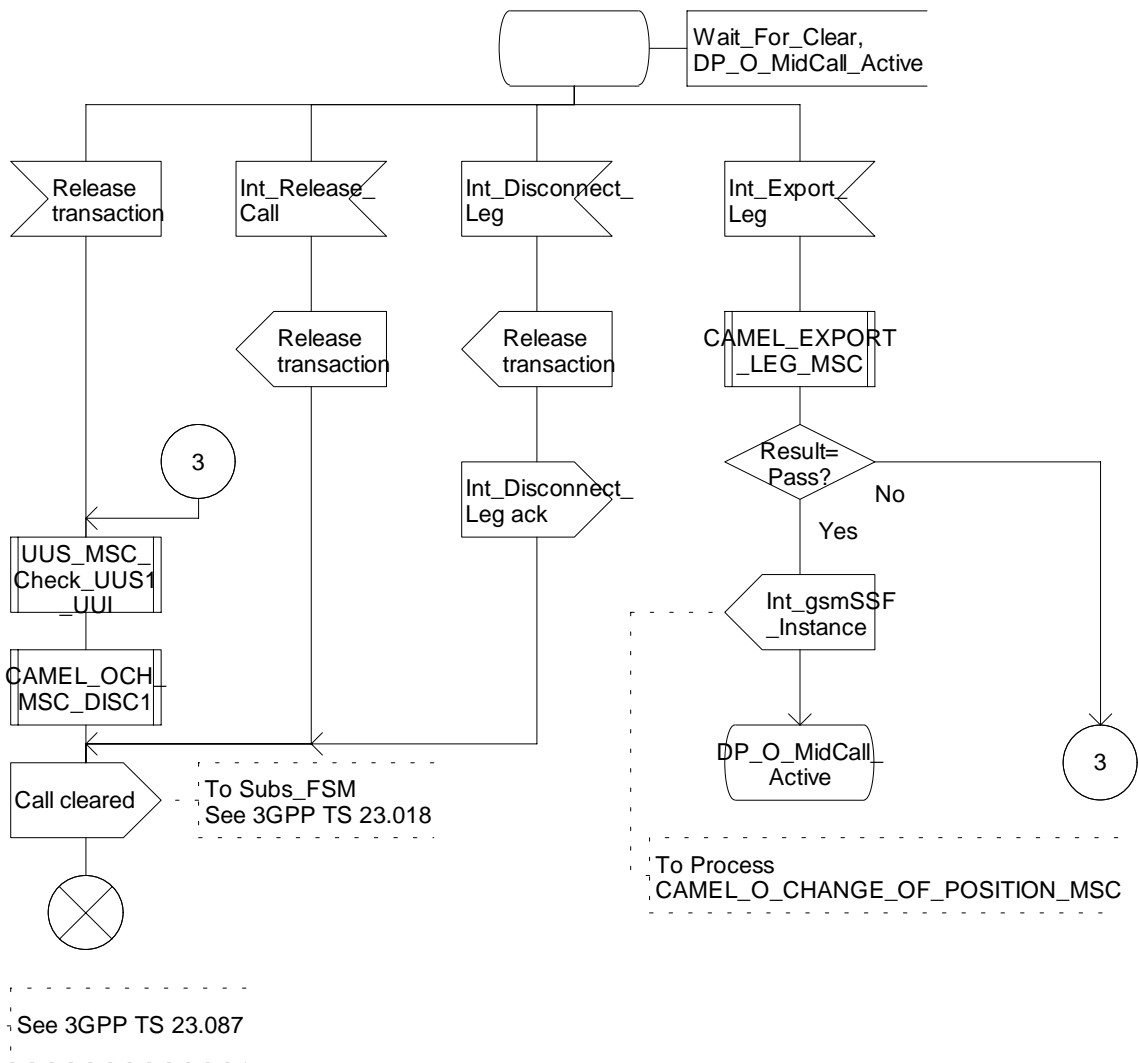 Wait_For_Clear,
DP_O_MidCall_Active
Release
transaction
Int_Release_
Call
Int_Disconnect_
Leg
Int_Export_
Leg
Release
transaction
Release
transaction
CAMEL_EXPORT
_LEG_MSC
3
Int_Disconnect_
Leg ack
Result=
Pass?
No
Yes
UUS_MSC_
Check_UUS1
_UUI
Int_gsmSSF
_Instance
CAMEL_OCH_
MSC_DISC1
DP_O_MidCall_
Active
3
Call cleared
To Subs_FSM
See 3GPP TS 23.018
To Process
CAMEL_O_CHANGE_OF_POSITION_MSC
See 3GPP TS 23.087